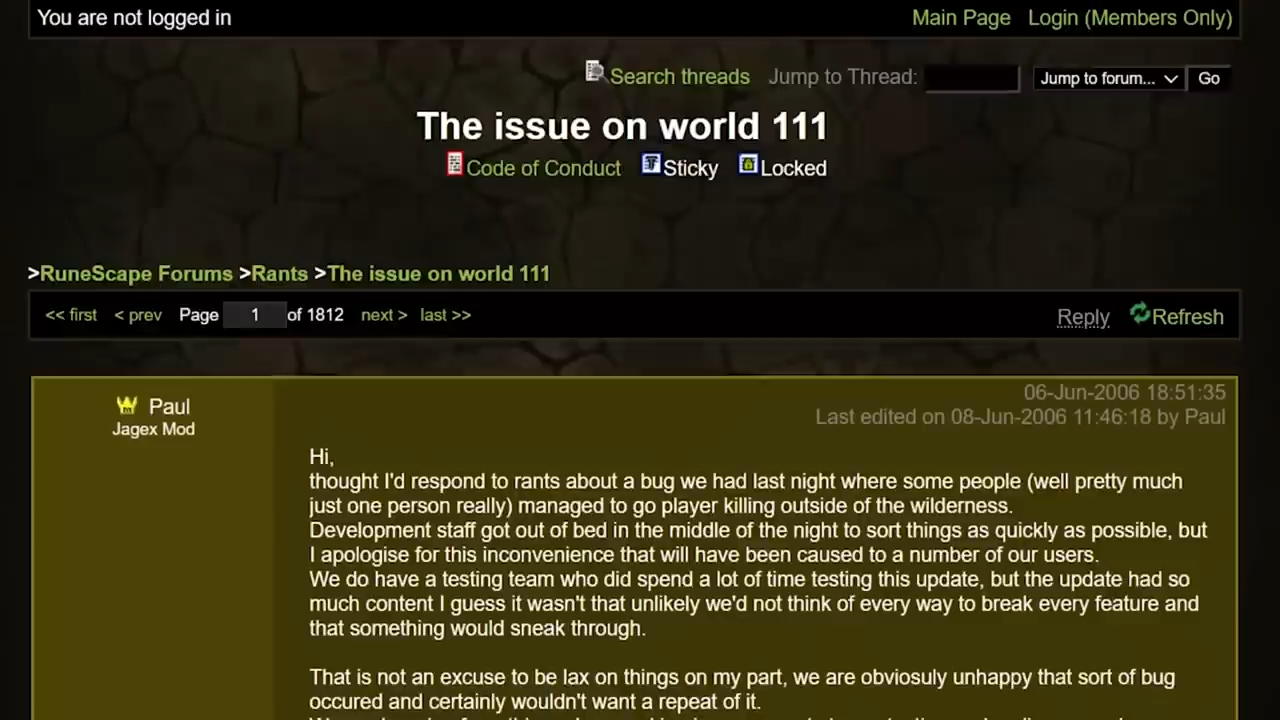 You are not logged in
Main Page Login (Members Only)
Search threads Jump to Thread: Jump to forum... Go
The issue on world 111
Code of Conduct Sticky Locked
>RuneScape Forums >Rants >The issue on world 111
<< first < prev Page 1 of 1812 next > last >> Reply Refresh
06-Jun-2006 18:51:35
Paul
Last edited on 08-Jun-2006 11:46:18 by Paul
Jagex Mod
Hi,
thought I'd respond to rants about a bug we had last night where some people (well pretty much
just one person really) managed to go player killing outside of the wilderness.
Development staff got out of bed in the middle of the night to sort things as quickly as possible, but
I apologise for this inconvenience that will have been caused to a number of our users.
We do have a testing team who did spend a lot of time testing this update, but the update had so
much content I guess it wasn't that unlikely we'd not think of every way to break every feature and
that something would sneak through.
That is not an excuse to be lax on things on my part, we are obviosuly unhappy that sort of bug
occured and certainly wouldn't want a repeat of it.